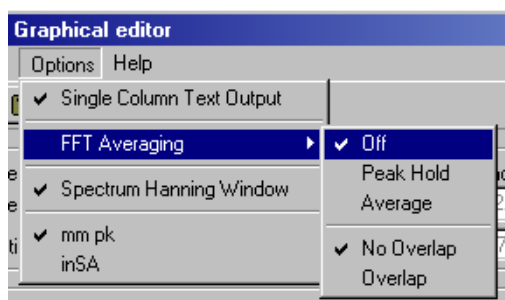 Graphical editor
Options Help
Single Column Text Output
FFT Averaging
Off
Peak Hold
Average
Spectrum Hanning Window
mm pk
inSA
No Overlap
Overlap